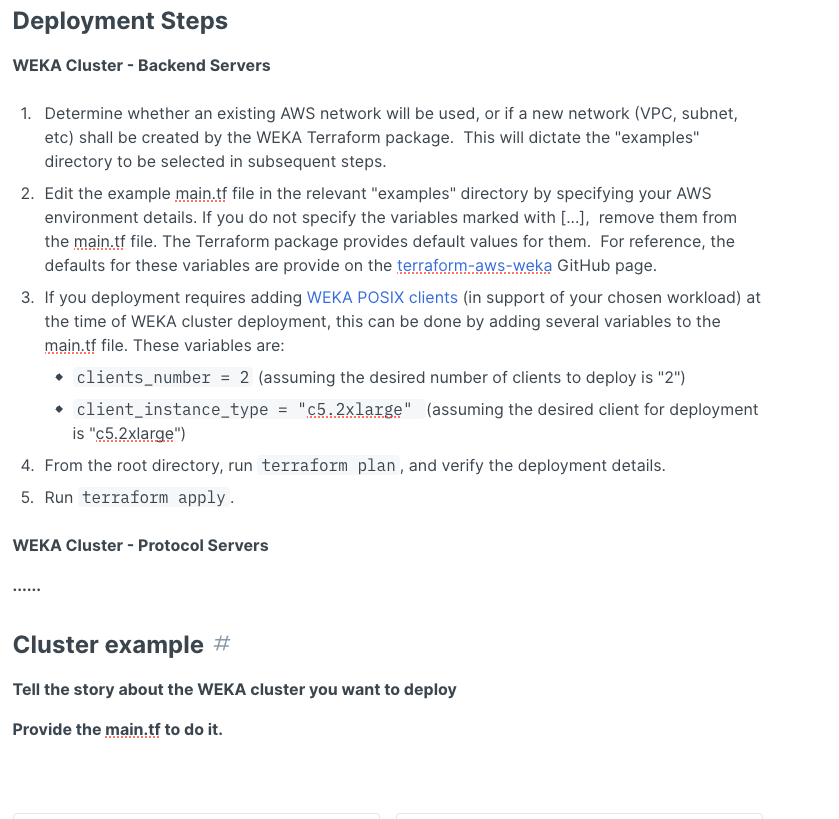 Deployment Steps
WEKA Cluster - Backend Servers
1. Determine whether an existing AWS network will be used, or if a new network (VPC, subnet,
etc) shall be created by the WEKA Terraform package.  This will dictate the "examples"
directory to be selected in subsequent steps.
2. Edit the example main.tf file in the relevant "examples" directory by specifying your AWS
environment details. If you do not specify the variables marked with [...],  remove them from
the main.tf file. The Terraform package provides default values for them.  For reference, the
defaults for these variables are provide on the terraform-aws-weka GitHub page.
3. If you deployment requires adding WEKA POSIX clients (in support of your chosen workload) at
the time of WEKA cluster deployment, this can be done by adding several variables to the
main.tf file. These variables are:
◆ clients_number = 2 (assuming the desired number of clients to deploy is "2")
◆ client_instance_type = "c5.2xlarge" (assuming the desired client for deployment
is "c5.2xlarge")
4. From the root directory, run terraform plan, and verify the deployment details.
5. Run terraform apply.
WEKA Cluster - Protocol Servers
......
Cluster example #
Tell the story about the WEKA cluster you want to deploy
Provide the main.tf to do it.